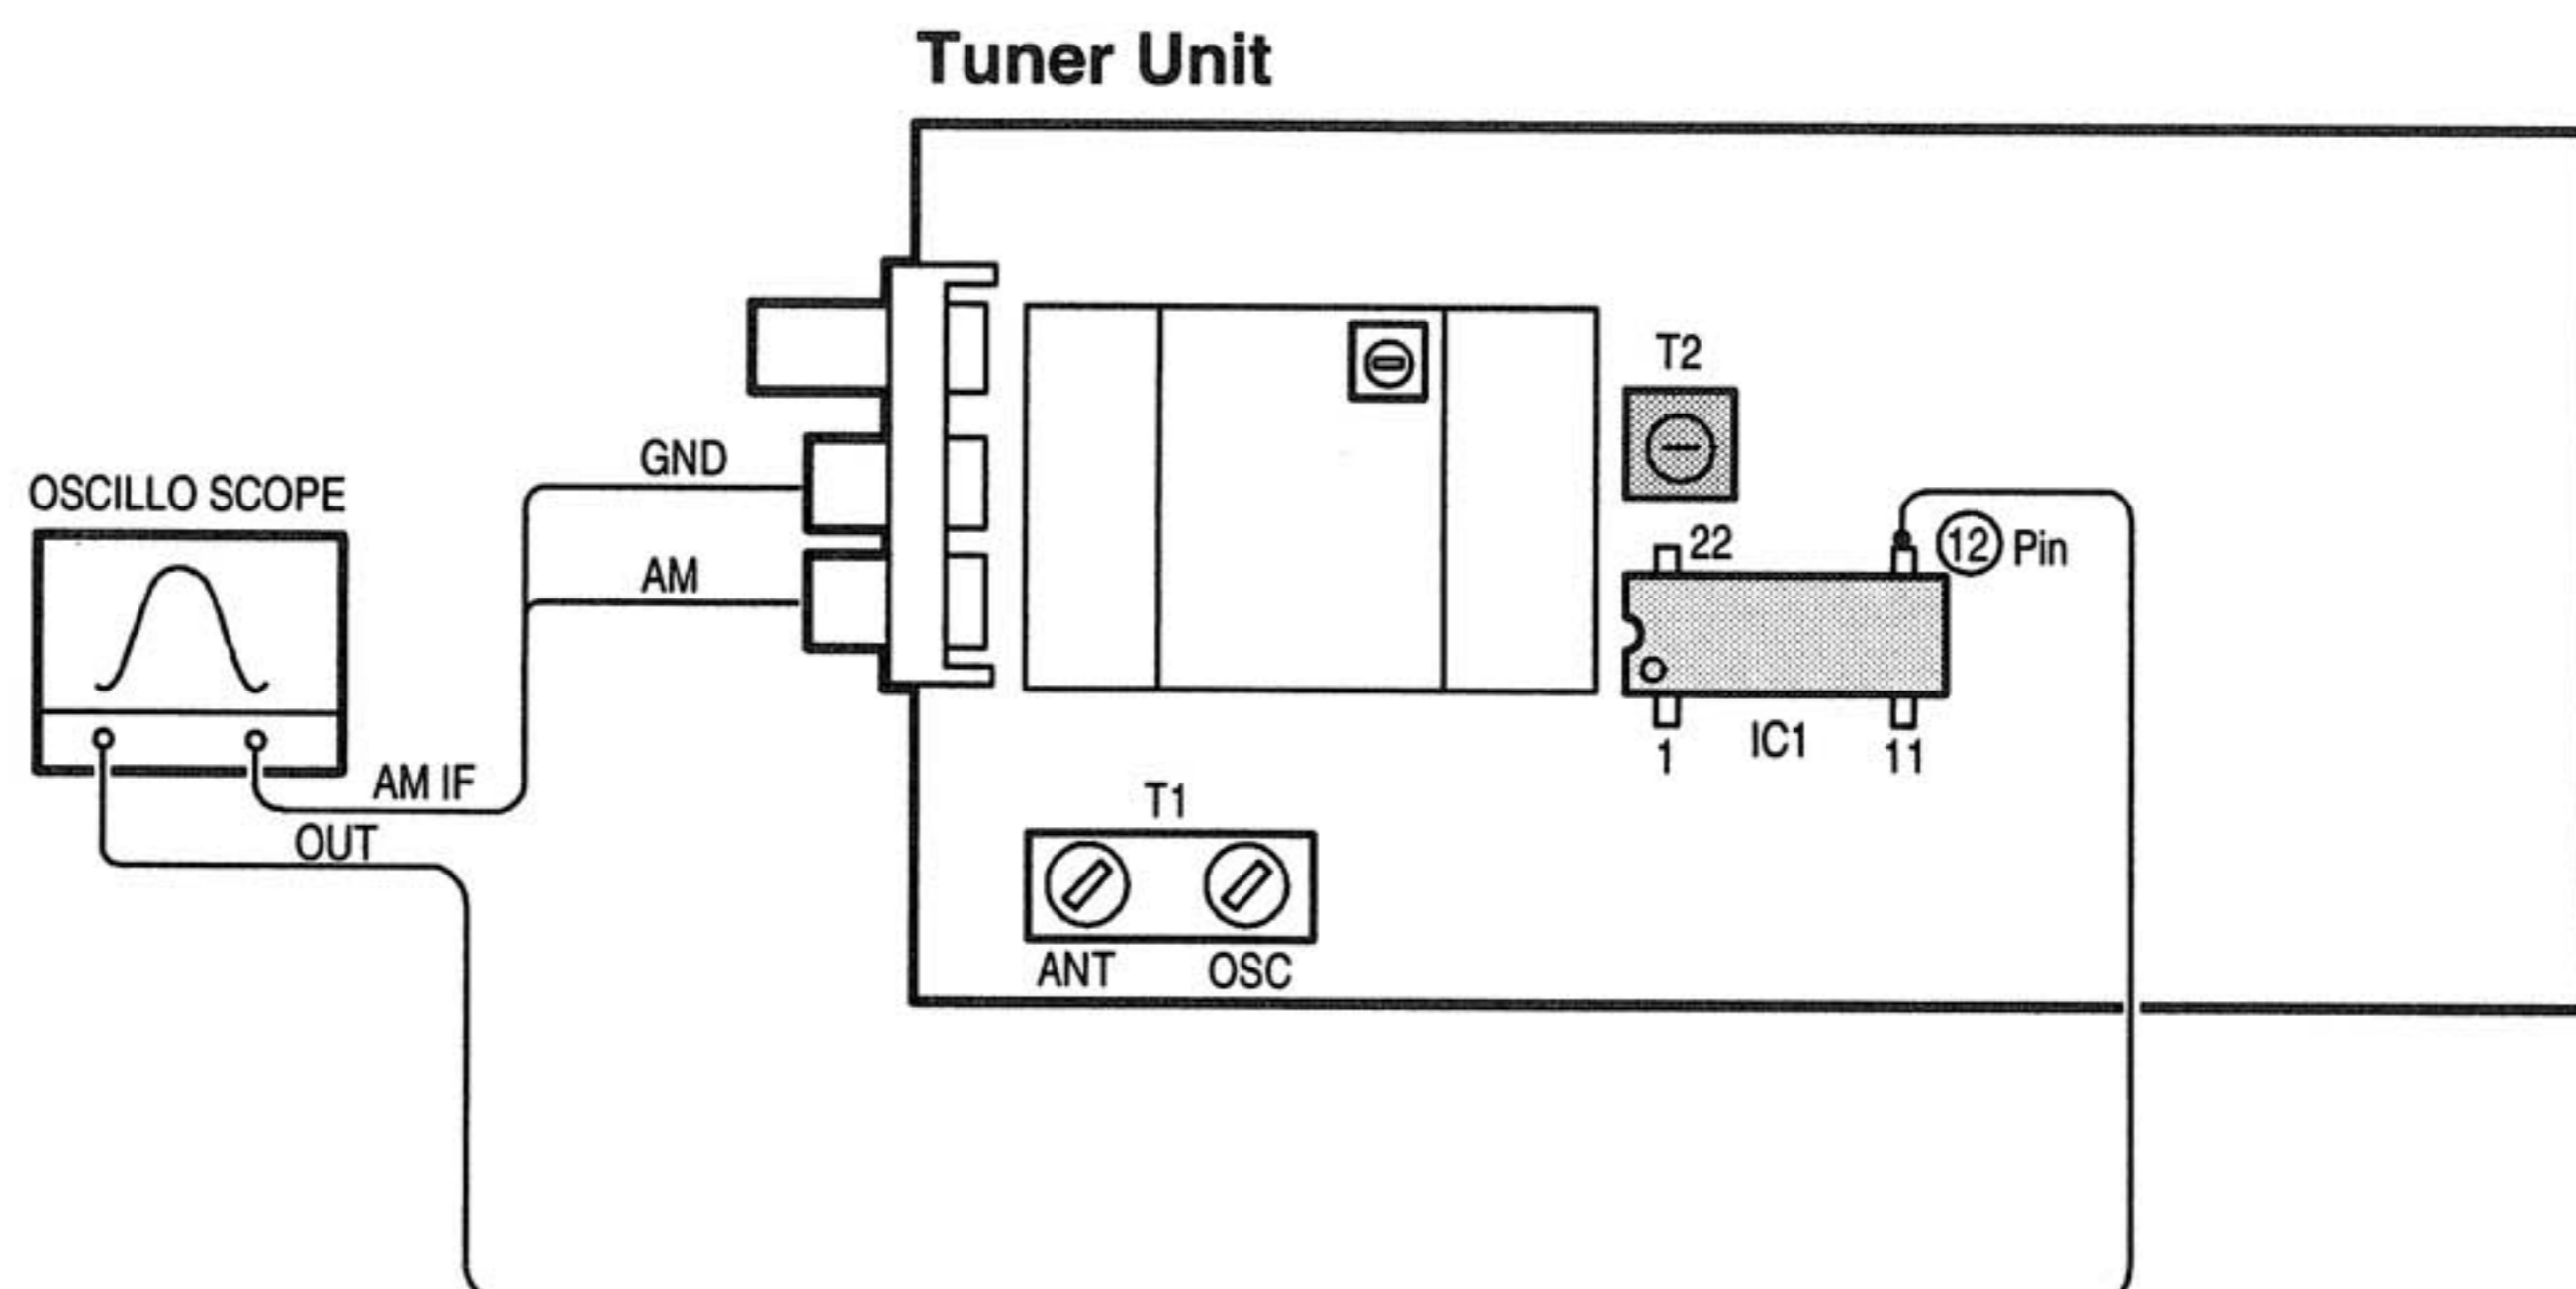 Tuner Unit
T2
GND
OSCILLO SCOPE
22
12 Pin
AM
1
IC1
11
AM IF
T1
OUT
ANT
OSC